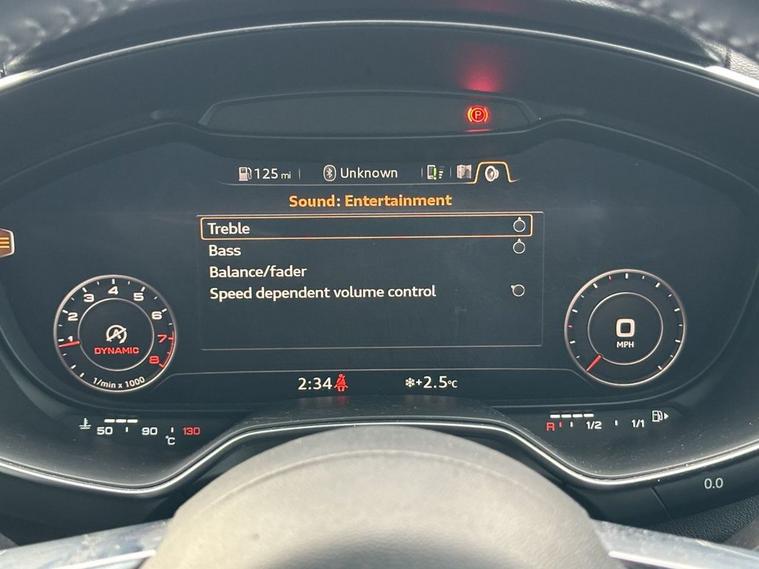 P
125 mi
Unknown
Sound: Entertainment
Treble
Bass
Balance/fader
Speed dependent volume control
1 2 3 4 5 6 7 8
A
DYNAMIC
1/min x 1000
0
MPH
2:34
❄+2.5°C
50 90 130
°C
R 1/2 1/1
0.0